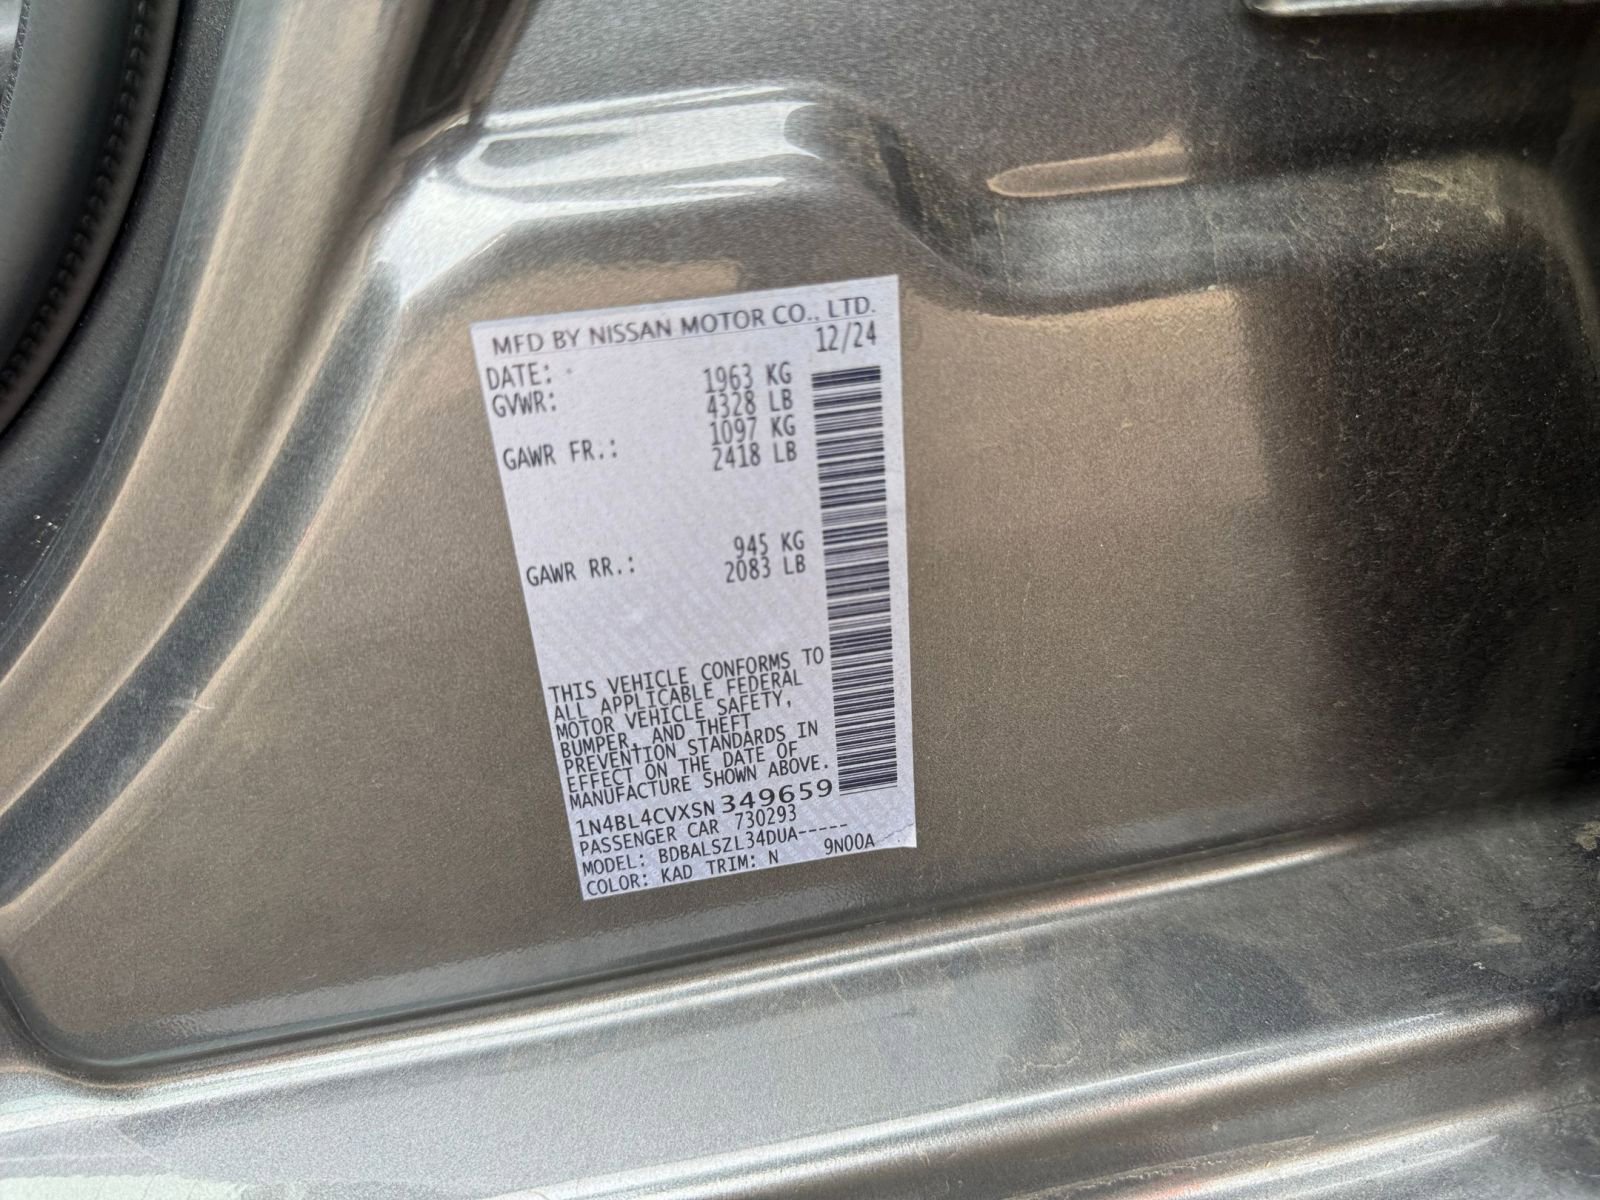 MFD BY NISSAN MOTOR CO., LTD.
DATE: 12/24
GVWR: 1963 KG
4328 LB
GAWR FR.: 1097 KG
2418 LB
GAWR RR.: 945 KG
2083 LB
THIS VEHICLE CONFORMS TO
ALL APPLICABLE FEDERAL
MOTOR VEHICLE SAFETY,
BUMPER, AND THEFT
PREVENTION STANDARDS IN
EFFECT ON THE DATE OF
MANUFACTURE SHOWN ABOVE.
1N4BL4CVXSN349659
PASSENGER CAR 730293
MODEL: BDBALSZL34DUA-----
COLOR: KAD TRIM: N 9N00A